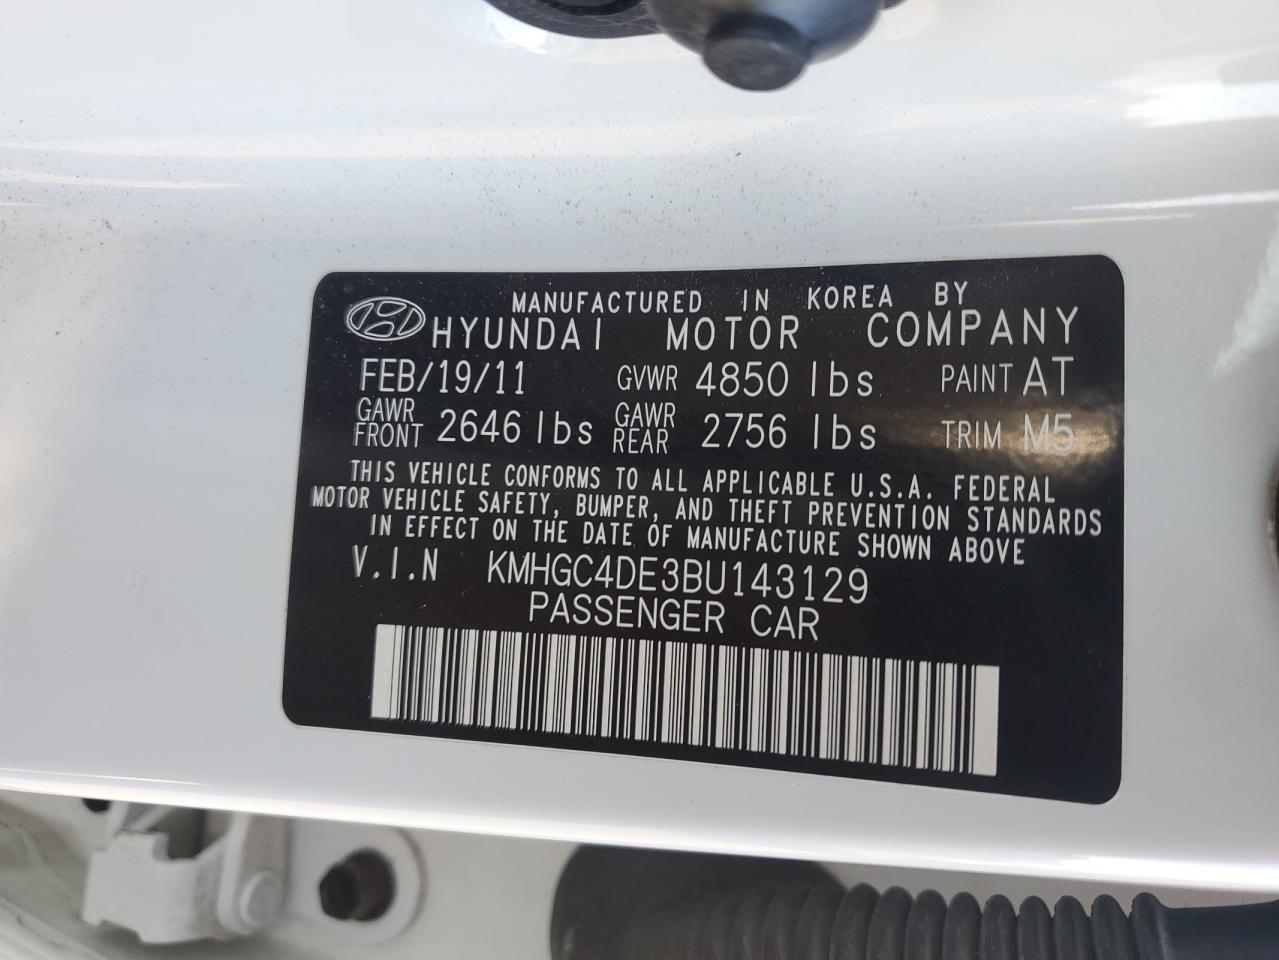 MANUFACTURED IN KOREA BY
HYUNDAI MOTOR COMPANY
FEB/19/11 GVWR 4850 lbs PAINT AT
GAWR FRONT 2646 lbs GAWR REAR 2756 lbs TRIM M5
THIS VEHICLE CONFORMS TO ALL APPLICABLE U.S.A. FEDERAL
MOTOR VEHICLE SAFETY, BUMPER, AND THEFT PREVENTION STANDARDS
IN EFFECT ON THE DATE OF MANUFACTURE SHOWN ABOVE
V.I.N KMHGC4DE3BU143129
PASSENGER CAR